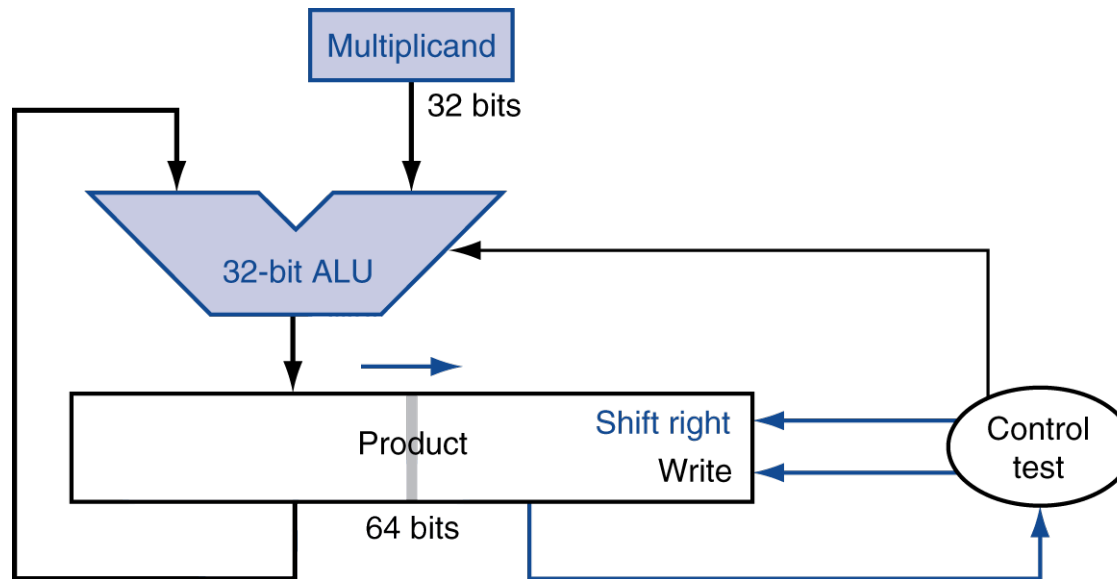 Multiplicand
32 bits
32-bit ALU
Shift right
Product
Write
64 bits
Control
test